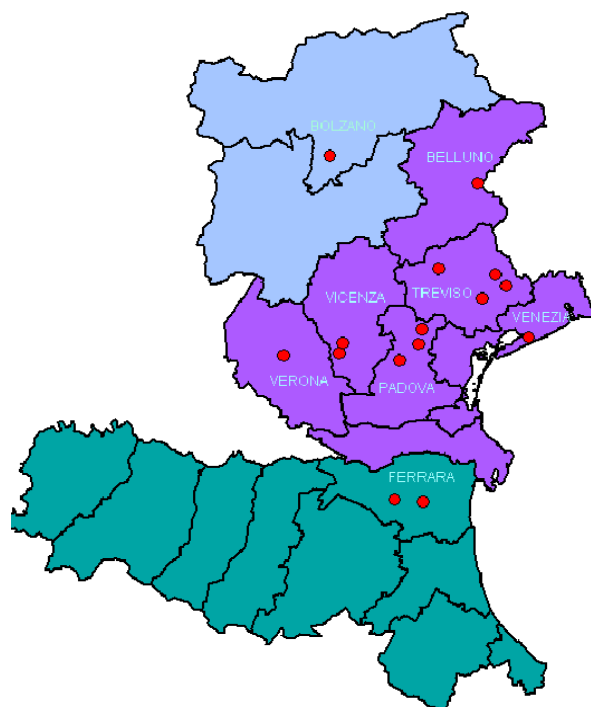 BOLZANO
BELLUNO
TREVISO
VICENZA
VENEZIA
VERONA
PADOVA
FERRARA